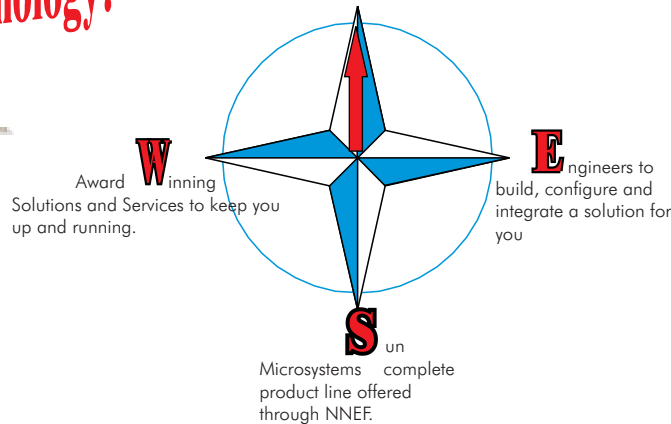 Award Winning
Solutions and Services to keep you
up and running.
Engineers to
build, configure and
integrate a solution for
you
Sun
Microsystems complete
product line offered
through NNEF.